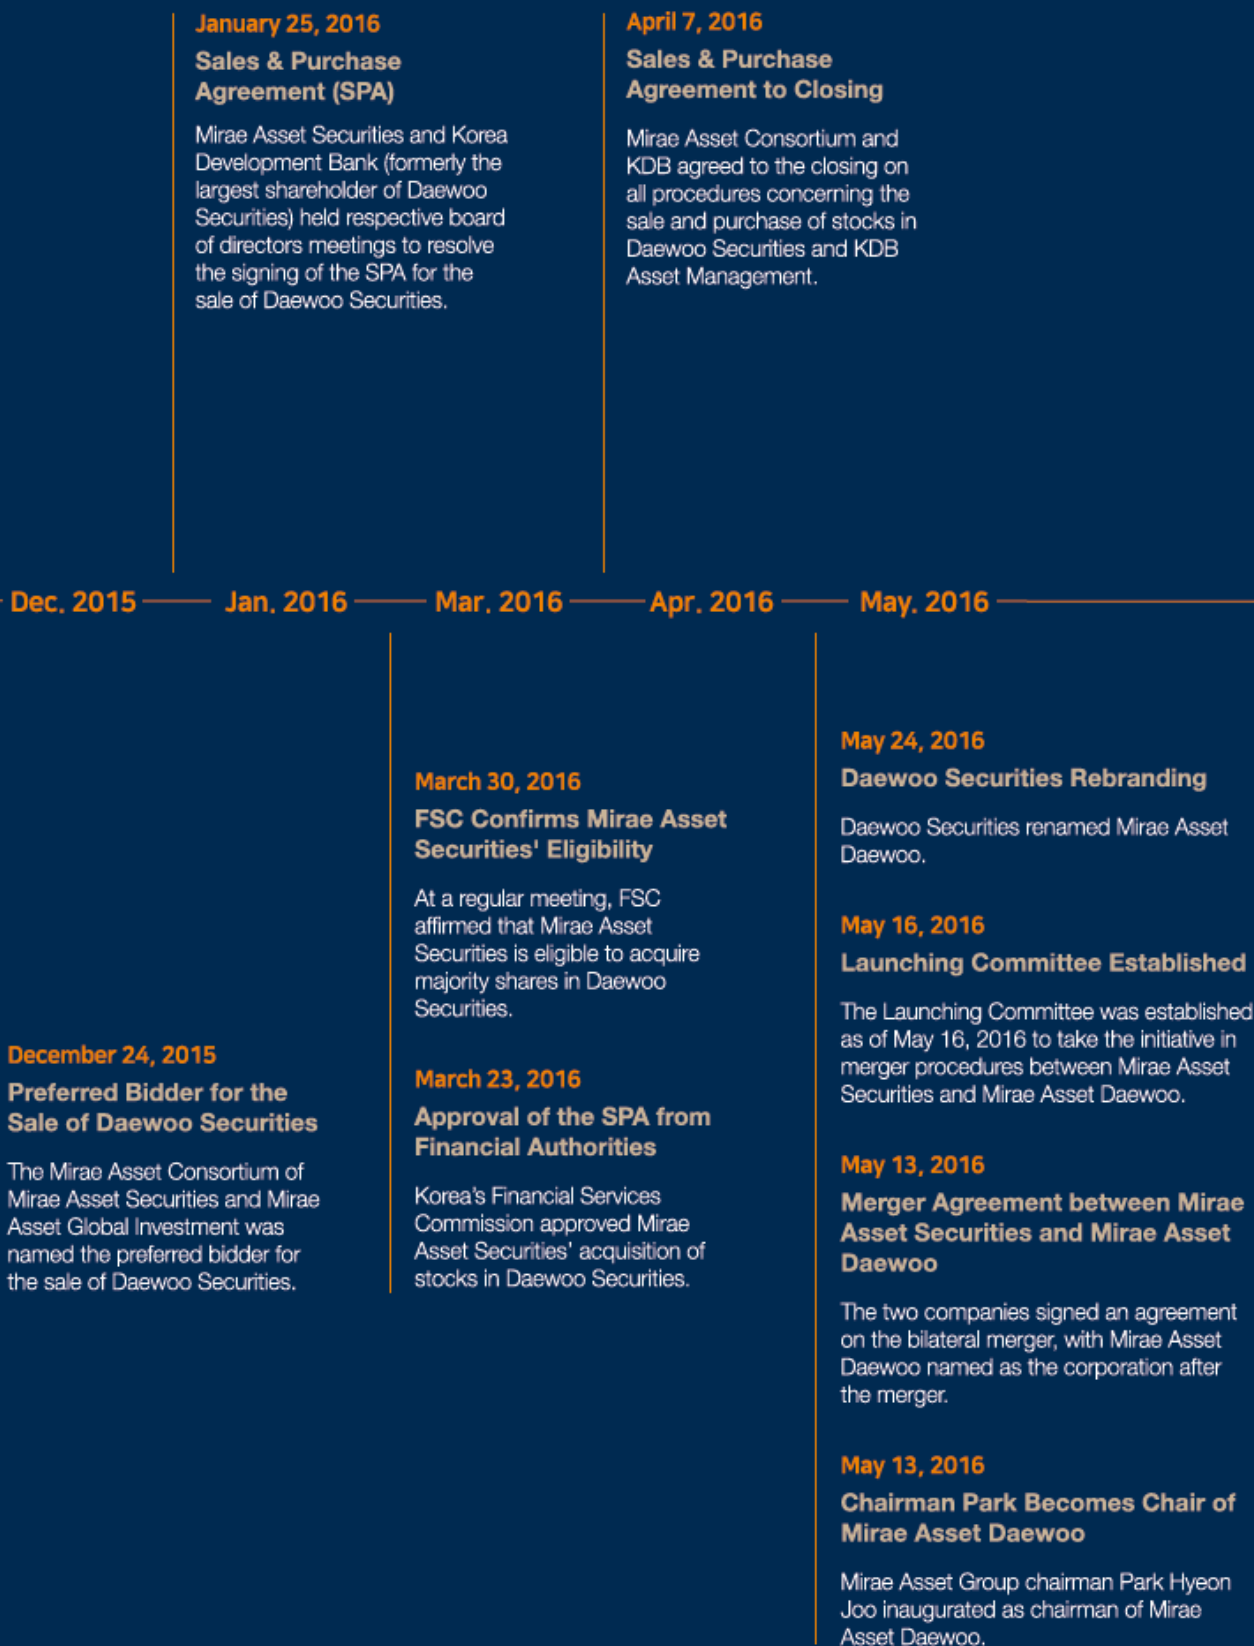 January 25, 2016
Sales & Purchase
Agreement (SPA)
Mirae Asset Securities and Korea
Development Bank (formerly the
largest shareholder of Daewoo
Securities) held respective board
of directors meetings to resolve
the signing of the SPA for the
sale of Daewoo Securities.
April 7, 2016
Sales & Purchase
Agreement to Closing
Mirae Asset Consortium and
KDB agreed to the closing on
all procedures concerning the
sale and purchase of stocks in
Daewoo Securities and KDB
Asset Management.
Dec. 2015 Jan. 2016 Mar. 2016 Apr. 2016 May. 2016
December 24, 2015
Preferred Bidder for the
Sale of Daewoo Securities
The Mirae Asset Consortium of
Mirae Asset Securities and Mirae
Asset Global Investment was
named the preferred bidder for
the sale of Daewoo Securities.
March 30, 2016
FSC Confirms Mirae Asset
Securities' Eligibility
At a regular meeting, FSC
affirmed that Mirae Asset
Securities is eligible to acquire
majority shares in Daewoo
Securities.
March 23, 2016
Approval of the SPA from
Financial Authorities
Korea’s Financial Services
Commission approved Mirae
Asset Securities’ acquisition of
stocks in Daewoo Securities.
May 24, 2016
Daewoo Securities Rebranding
Daewoo Securities renamed Mirae Asset
Daewoo.
May 16, 2016
Launching Committee Established
The Launching Committee was established
as of May 16, 2016 to take the initiative in
merger procedures between Mirae Asset
Securities and Mirae Asset Daewoo.
May 13, 2016
Merger Agreement between Mirae
Asset Securities and Mirae Asset
Daewoo
The two companies signed an agreement
on the bilateral merger, with Mirae Asset
Daewoo named as the corporation after
the merger.
May 13, 2016
Chairman Park Becomes Chair of
Mirae Asset Daewoo
Mirae Asset Group chairman Park Hyeon
Joo inaugurated as chairman of Mirae
Asset Daewoo.